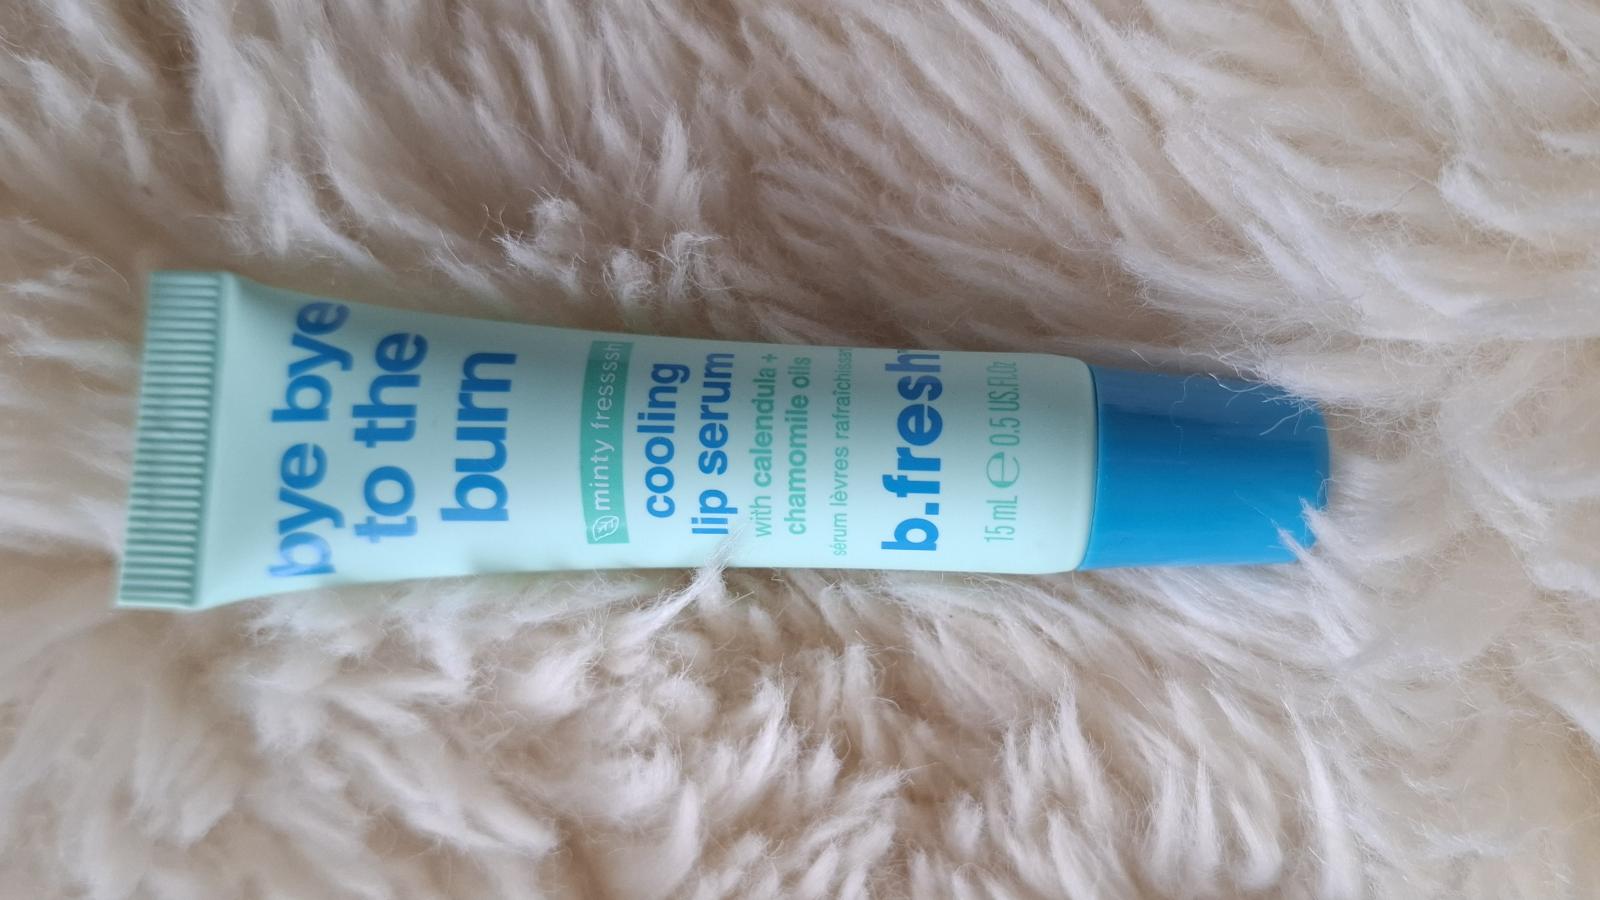 bye bye
to the
burn
minty fressssh
cooling
lip serum
with calendula +
chamomile oils
sérum lèvres rafraîchissant
b.fresh
15 mL ℮ 0.5 US.Fl.Oz